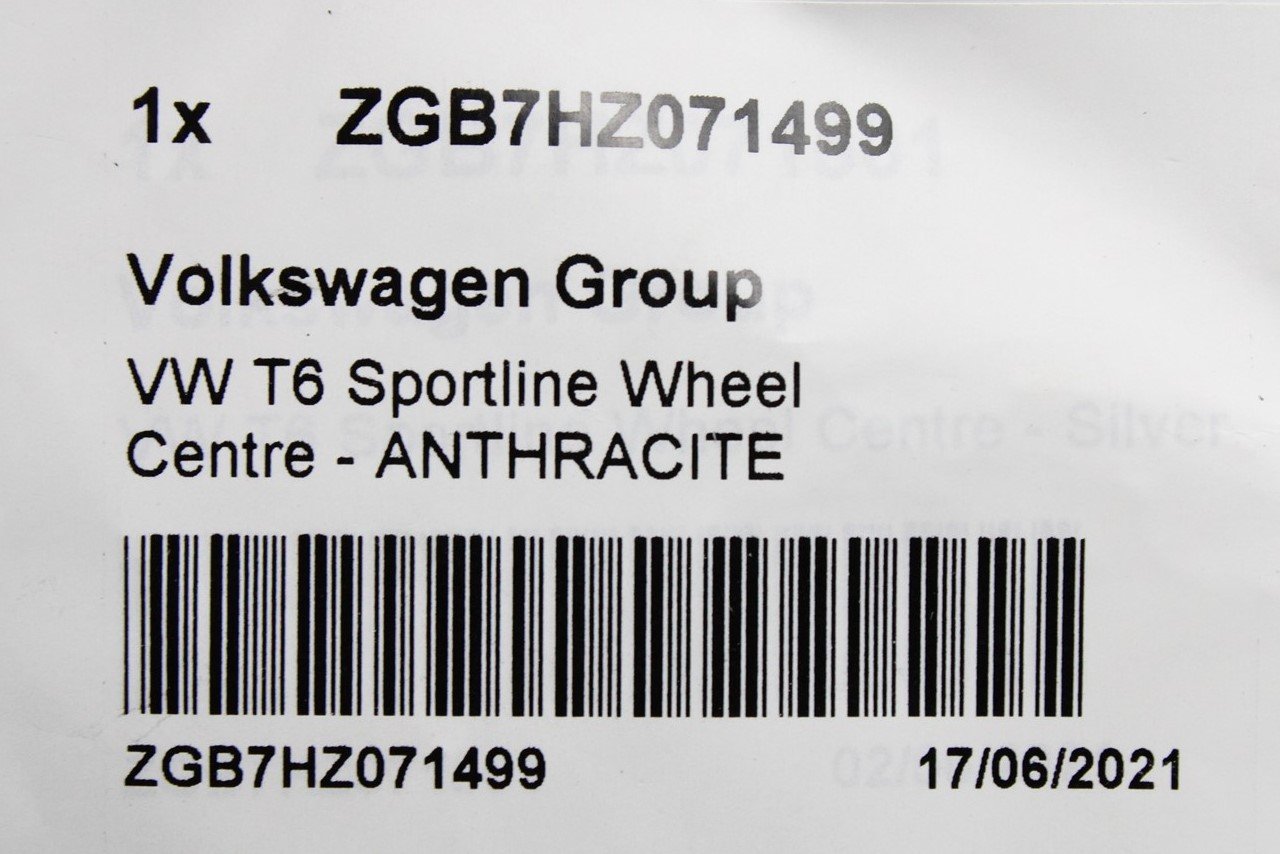 1x ZGB7HZ071499
Volkswagen Group
VW T6 Sportline Wheel
Centre - ANTHRACITE
ZGB7HZ071499 17/06/2021